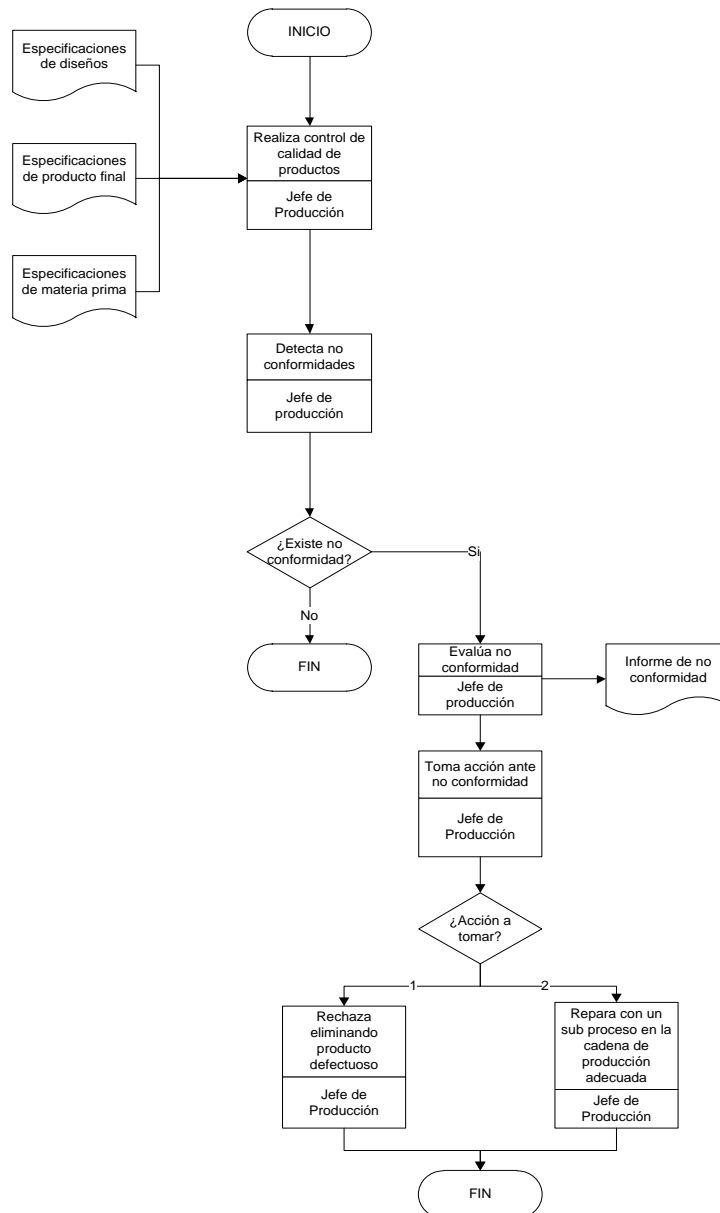 INICIO
Especificaciones
de diseños
Realiza control de
calidad de
productos
Especificaciones
de producto final
Jefe de
Producción
Especificaciones
de materia prima
Detecta no
conformidades
Jefe de
producción
¿Existe no
conformidad?
Si
No
FIN
Evalúa no
conformidad
Jefe de
producción
Informe de no
conformidad
Toma acción ante
no conformidad
Jefe de
Producción
¿Acción a
tomar?
1
2
Rechaza
eliminando
producto
defectuoso
Jefe de
Producción
Repara con un
sub proceso en la
cadena de
producción
adecuada
Jefe de
Producción
FIN